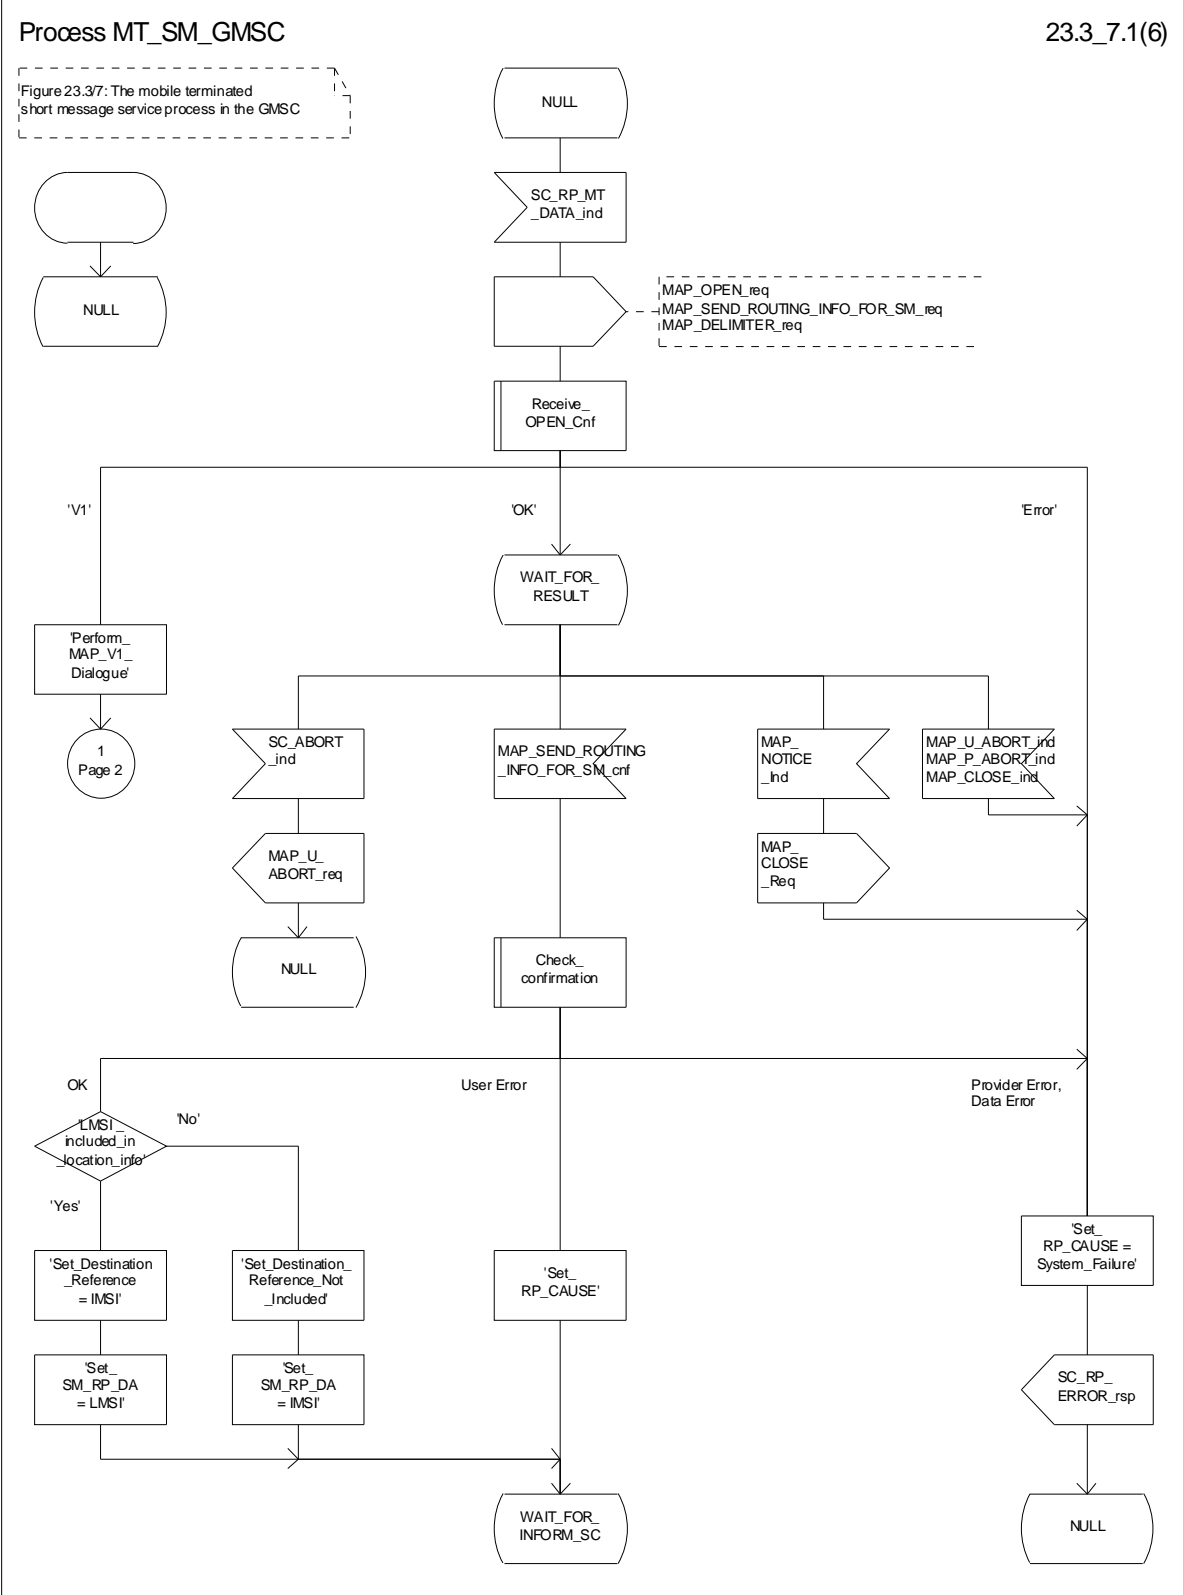 Process MT_SM_GMSC
23.3_7.1(6)
Figure 23.3/7: The mobile terminated
short message service process in the GMSC
NULL
SC_RP_MT
_DATA_ind
NULL
MAP_OPEN_req
MAP_SEND_ROUTING_INFO_FOR_SM_req
MAP_DELIMITER_req
Receive_
OPEN_Cnf
'V1'
'OK'
'Error'
WAIT_FOR_
RESULT
'Perform_
MAP_V1_
Dialogue'
1
Page 2
SC_ABORT
_ind
MAP_SEND_ROUTING
_INFO_FOR_SM_cnf
MAP_
NOTICE
_Ind
MAP_U_ABORT_ind
MAP_P_ABORT_ind
MAP_CLOSE_ind
MAP_U_
ABORT_req
MAP_
CLOSE
_Req
NULL
Check_
confirmation
OK
User Error
Provider Error,
Data Error
'LMSI_
included_in
_location_info'
'No'
'Yes'
'Set_Destination
_Reference
= IMSI'
'Set_Destination_
Reference_Not
_Included'
'Set_
RP_CAUSE'
'Set_
RP_CAUSE =
System_Failure'
'Set_
SM_RP_DA
= LMSI'
'Set_
SM_RP_DA
= IMSI'
SC_RP_
ERROR_rsp
WAIT_FOR_
INFORM_SC
NULL